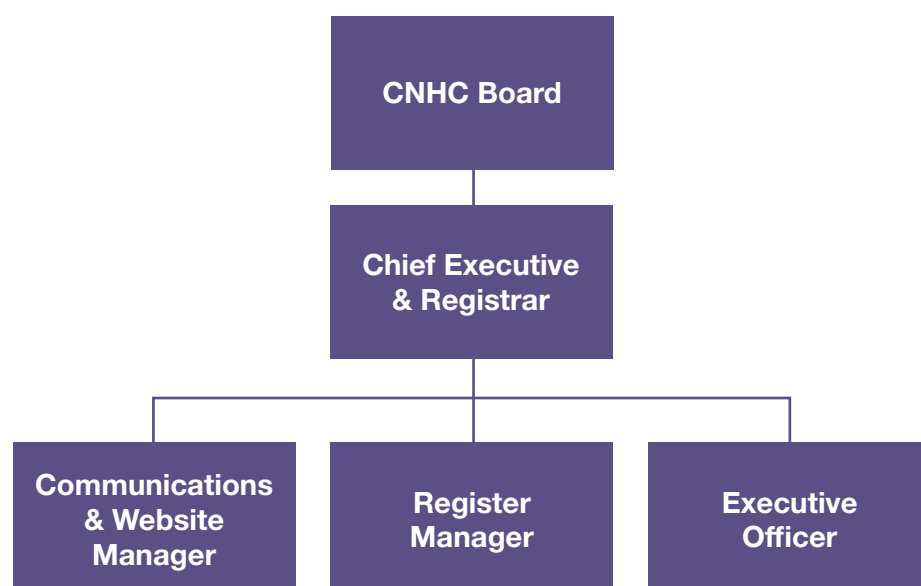 CNHC Board
Chief Executive
& Registrar
Communications
& Website
Manager
Register
Manager
Executive
Officer